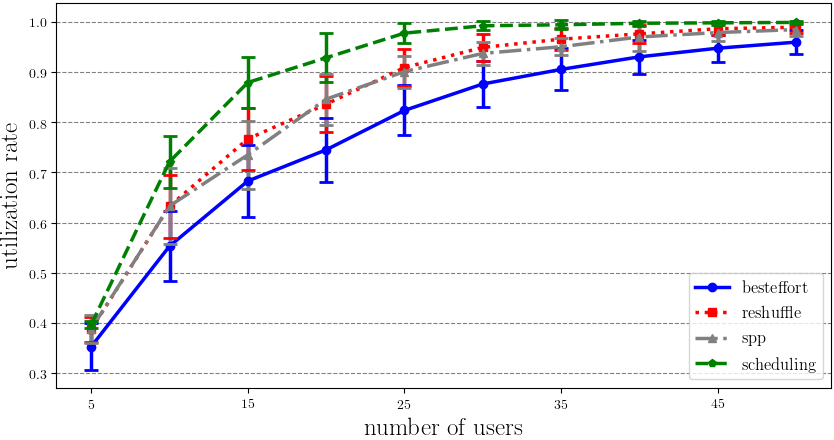 1.0
0.9
0.8
0.7
0.6
0.5
0.4
0.3
utilization rate
5
15
25
35
45
number of users
besteffort
reshuffle
spp
scheduling